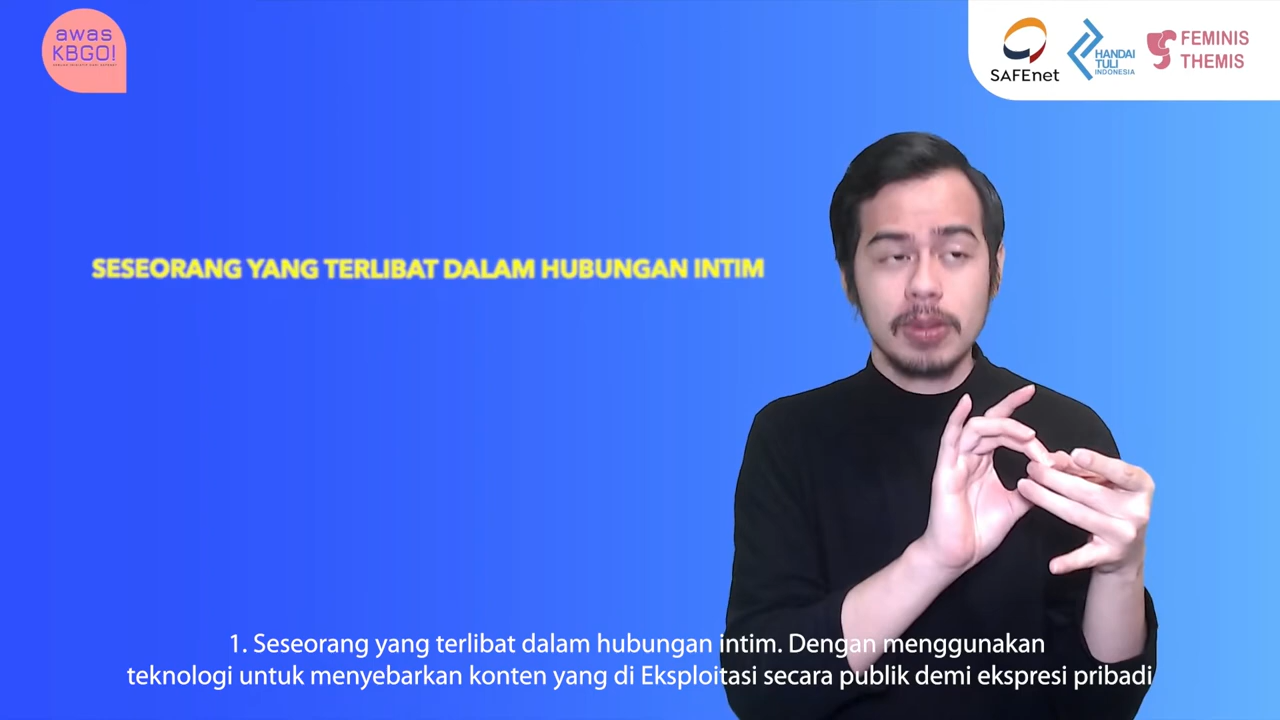 awas
KBGO!
SAFEnet
HANDAI
TULI
INDONESIA
FEMINIS
THEMIS
SESEORANG YANG TERLIBAT DALAM HUBUNGAN INTIM
1. Seseorang yang terlibat dalam hubungan intim. Dengan menggunakan
teknologi untuk menyebarkan konten yang di Eksploitasi secara publik demi ekspresi pribadi